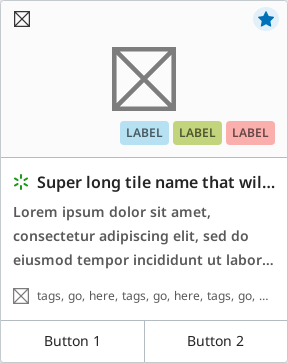 LABEL LABEL LABEL
Super long tile name that wil...
Lorem ipsum dolor sit amet,
consectetur adipiscing elit, sed do
eiusmod tempor incididunt ut labor...
tags, go, here, tags, go, here, tags, go, ...
Button 1 Button 2